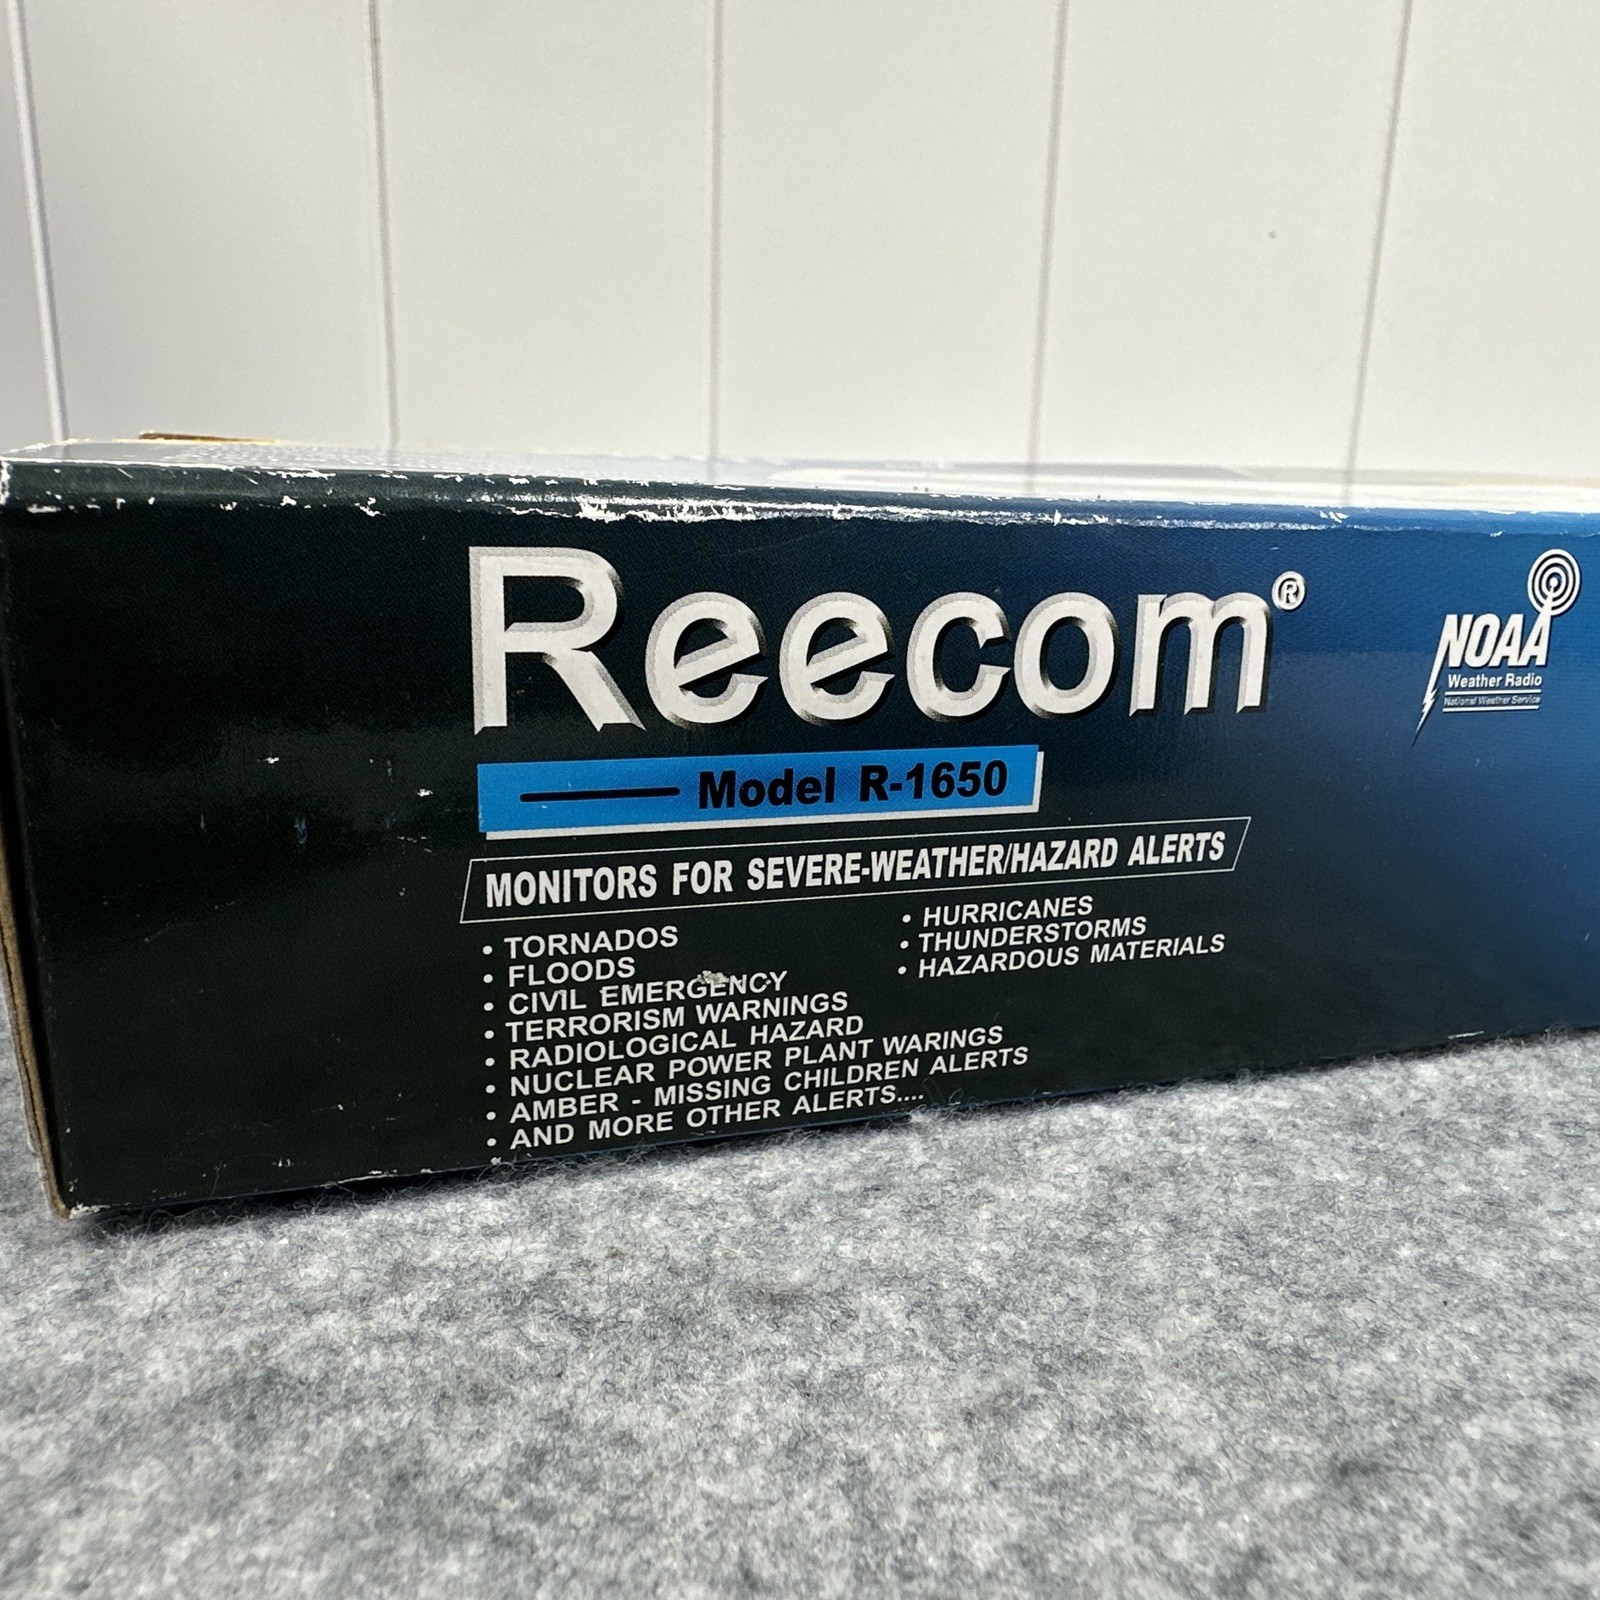 Reecom®
Model R-1650
MONITORS FOR SEVERE-WEATHER/HAZARD ALERTS
• TORNADOS
• FLOODS
• CIVIL EMERGENCY
• TERRORISM WARNINGS
• RADIOLOGICAL HAZARD
• NUCLEAR POWER PLANT WARINGS
• AMBER - MISSING CHILDREN ALERTS
• AND MORE OTHER ALERTS....
• HURRICANES
• THUNDERSTORMS
• HAZARDOUS MATERIALS
NOAA
Weather Radio
National Weather Service